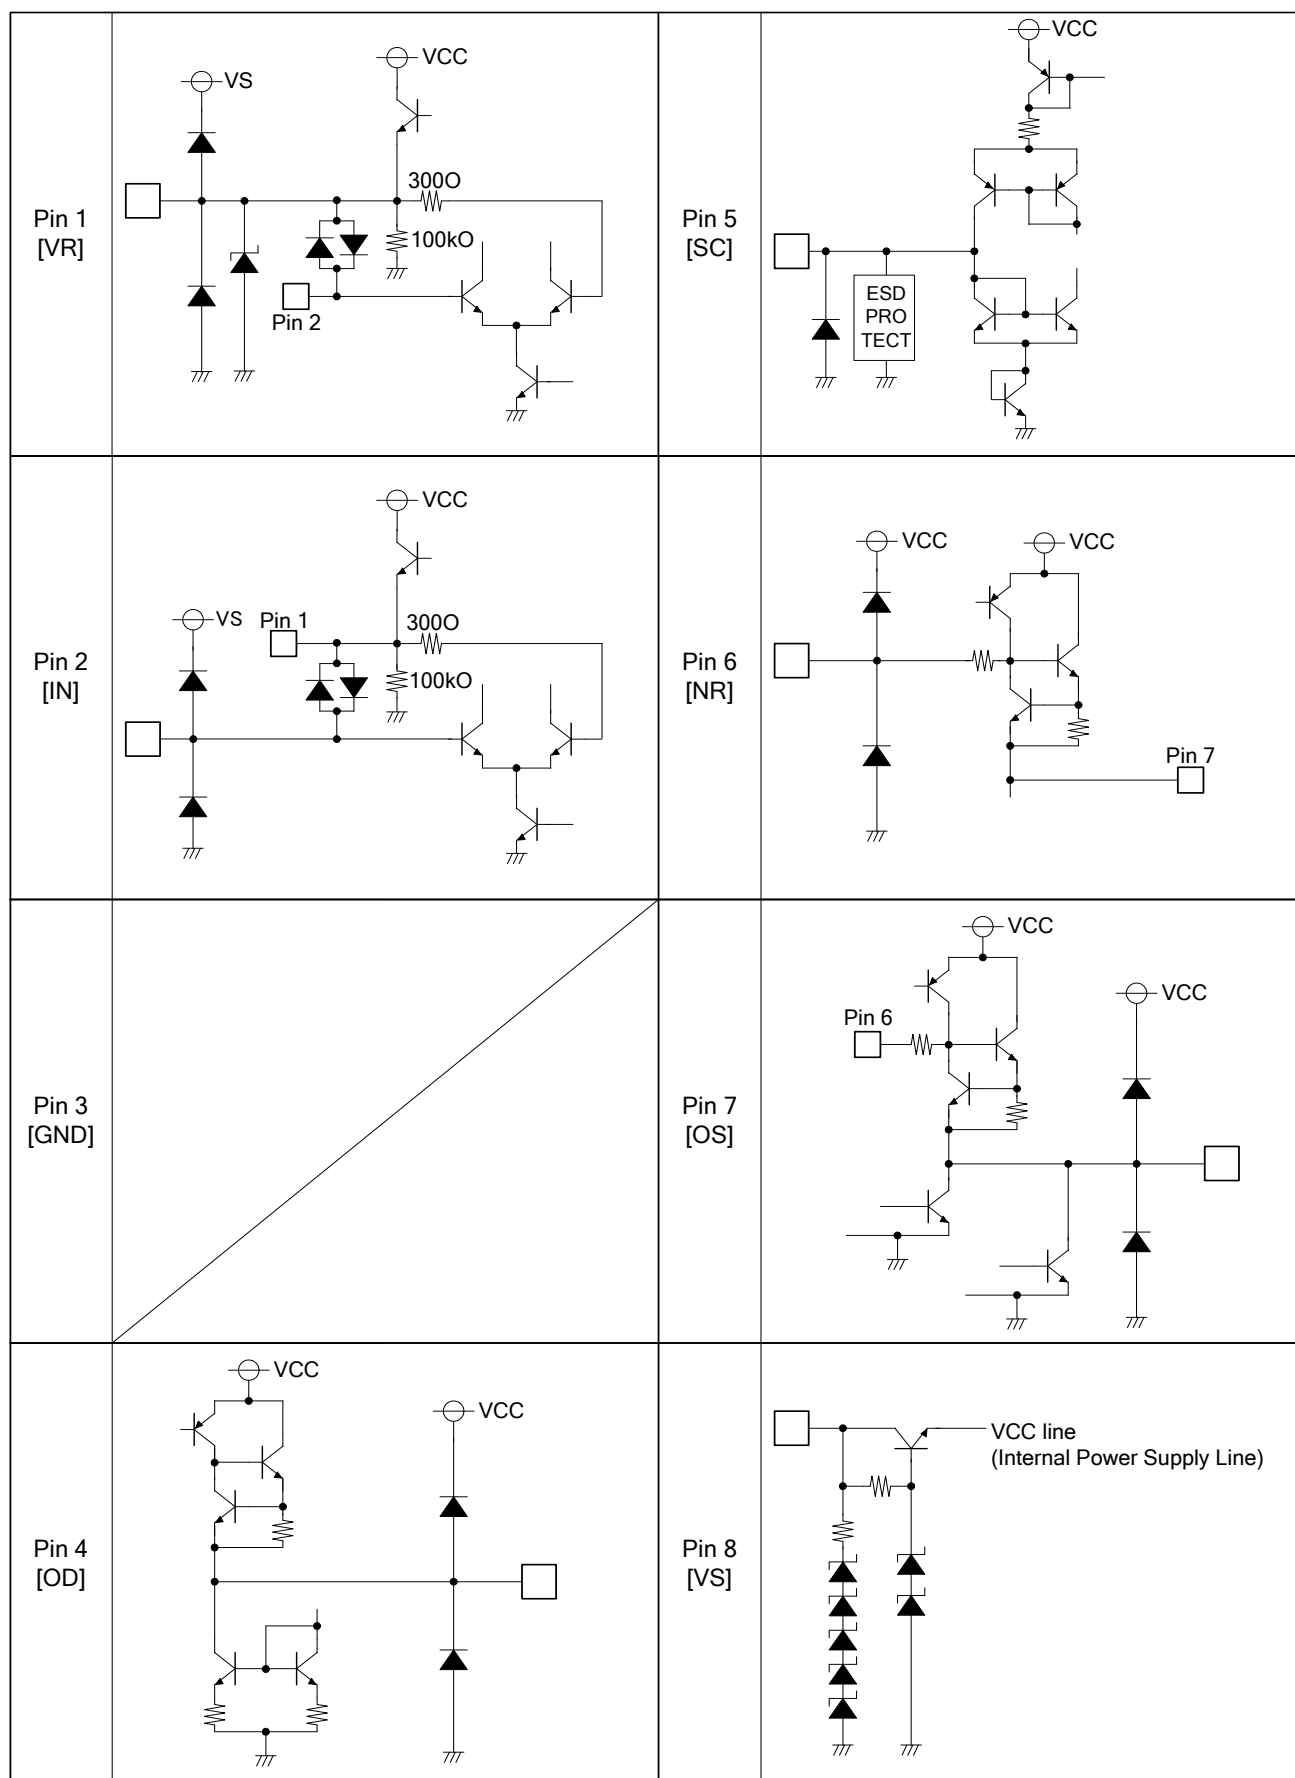 Pin 1
[VR]
VS
VCC
300O
100kO
Pin 2
Pin 5
[SC]
VCC
ESD
PRO
TECT
Pin 2
[IN]
VCC
VS
Pin 1
300O
100kO
Pin 6
[NR]
VCC
VCC
Pin 7
Pin 3
[GND]
Pin 7
[OS]
VCC
VCC
Pin 6
Pin 4
[OD]
VCC
VCC
Pin 8
[VS]
VCC line
(Internal Power Supply Line)